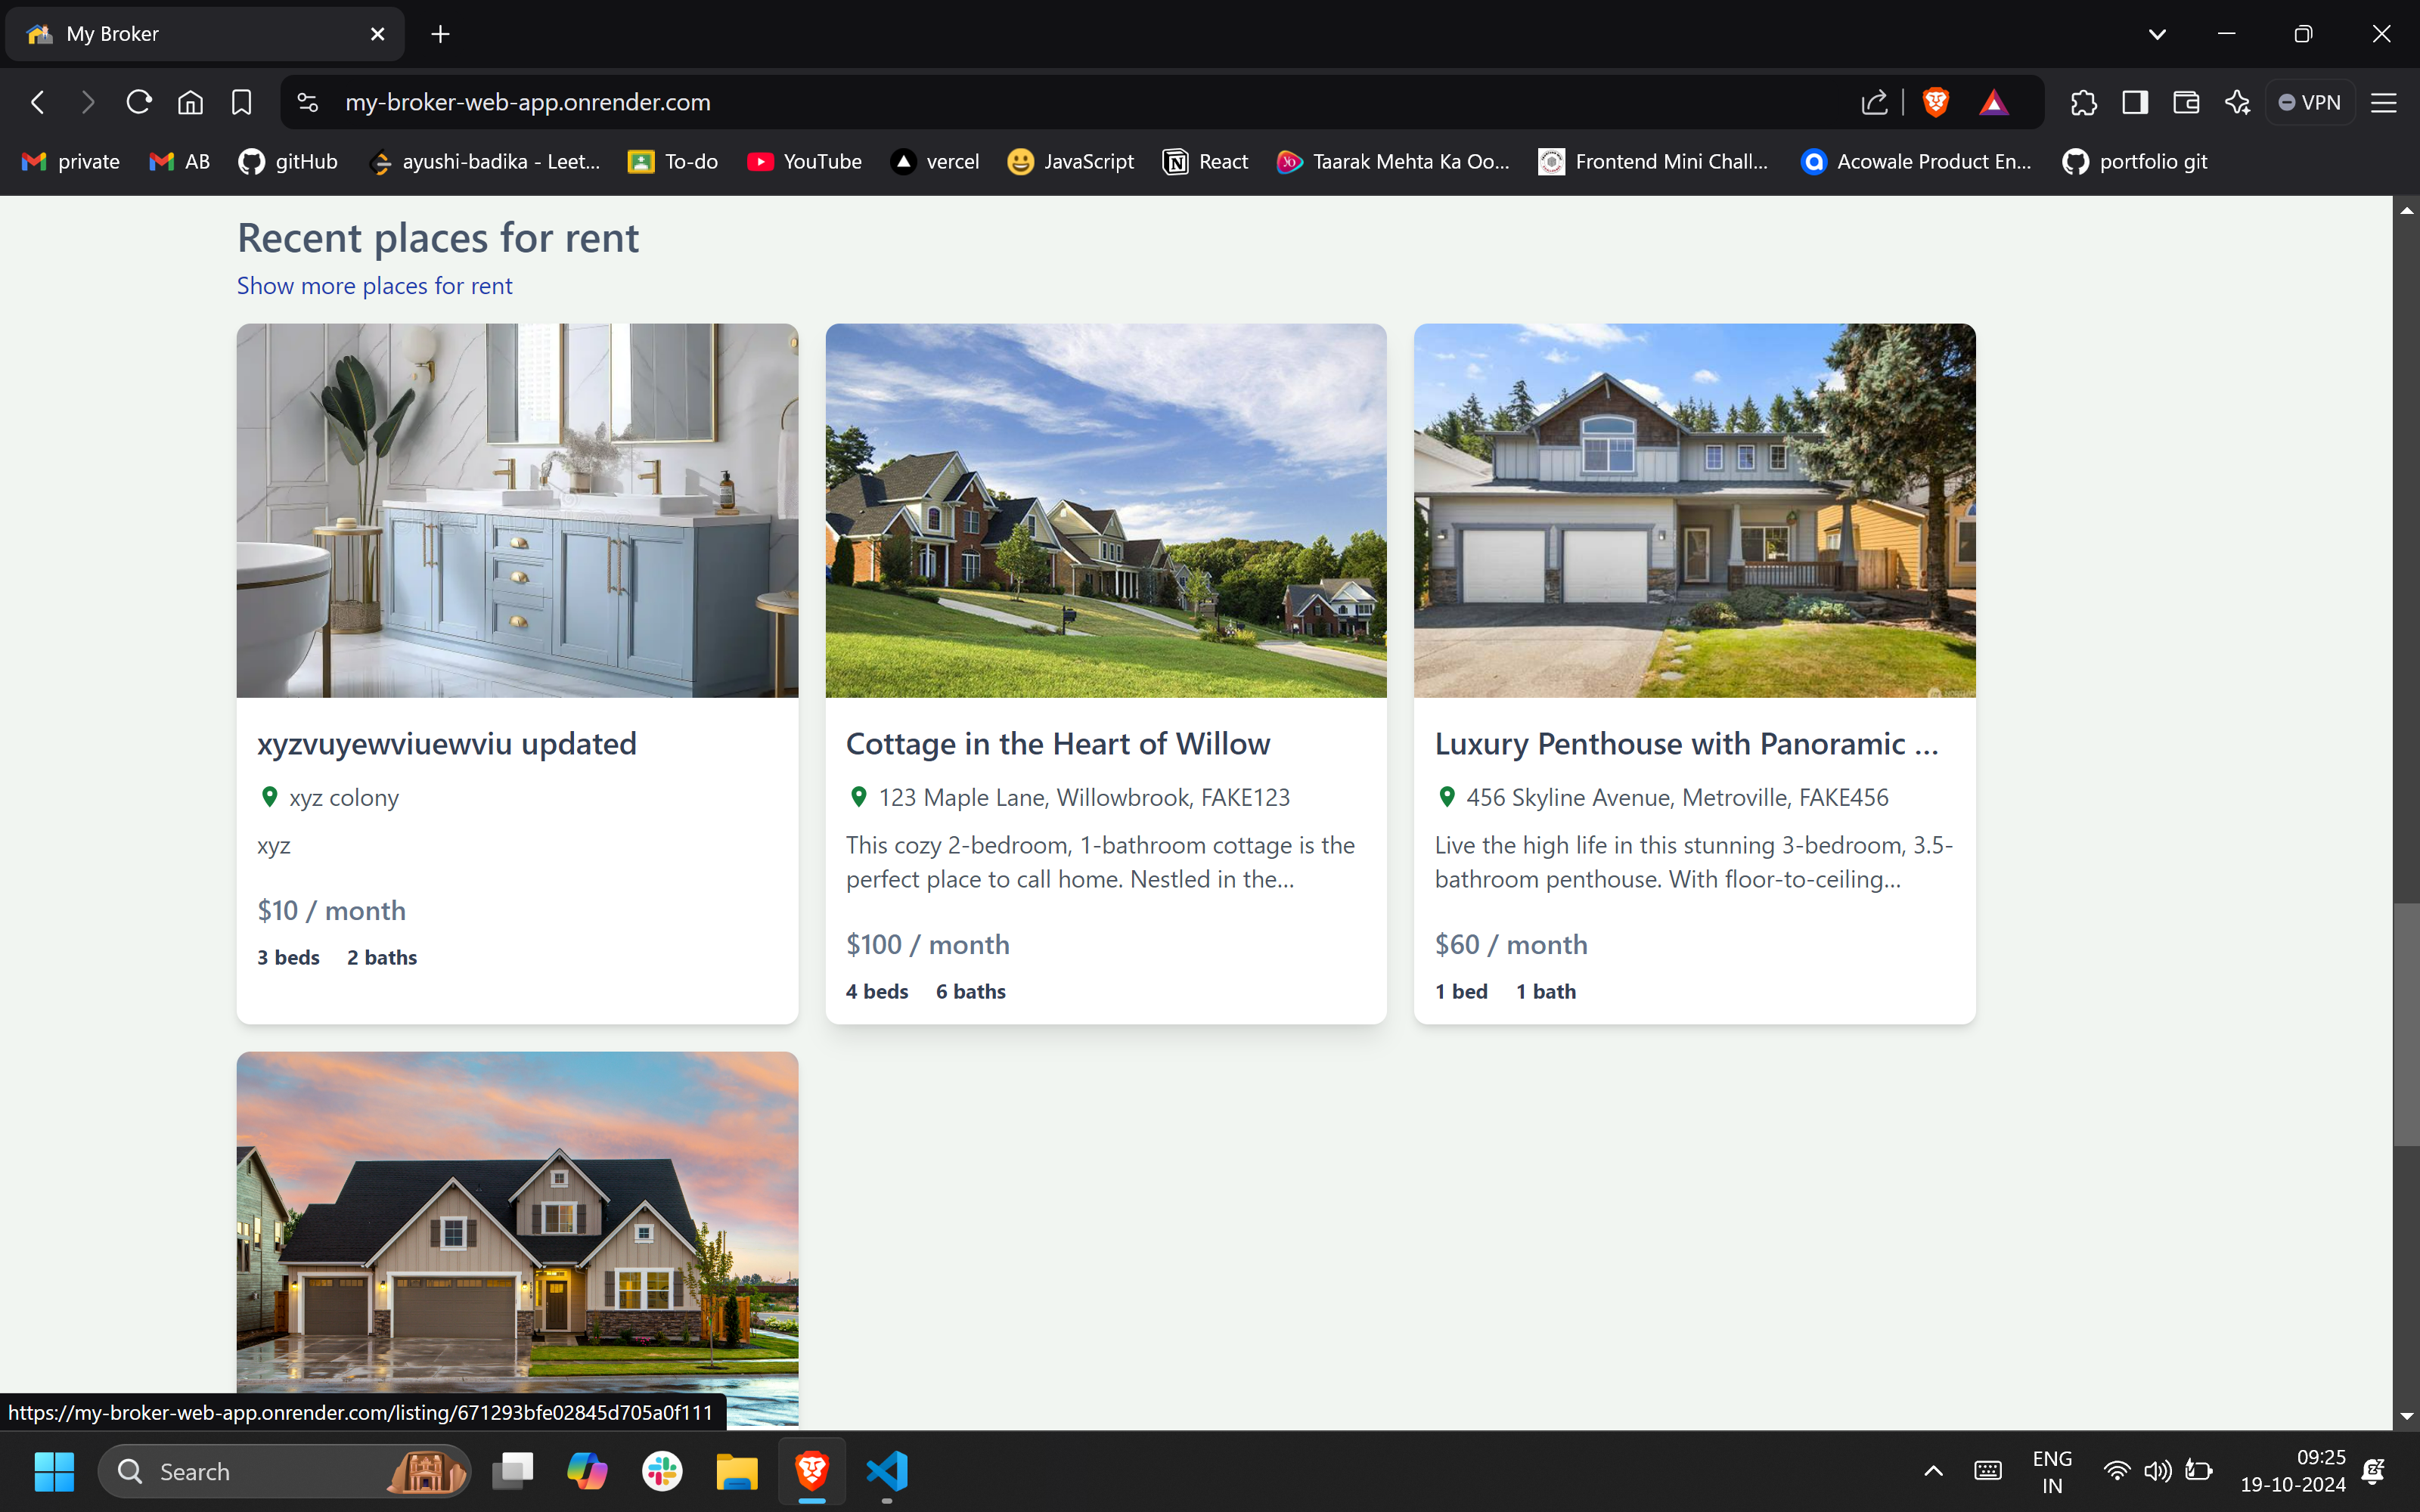 My Broker
my-broker-web-app.onrender.com
VPN
private
AB
gitHub
ayushi-badika - Leet...
To-do
YouTube
vercel
JavaScript
React
Taarak Mehta Ka Oo...
Frontend Mini Chall...
Acowale Product En...
portfolio git
Recent places for rent
Show more places for rent
xyzvuyewviuewviu updated
xyz colony
xyz
$10 / month
3 beds 2 baths
Cottage in the Heart of Willow
123 Maple Lane, Willowbrook, FAKE123
This cozy 2-bedroom, 1-bathroom cottage is the
perfect place to call home. Nestled in the...
$100 / month
4 beds 6 baths
Luxury Penthouse with Panoramic ...
456 Skyline Avenue, Metroville, FAKE456
Live the high life in this stunning 3-bedroom, 3.5-
bathroom penthouse. With floor-to-ceiling...
$60 / month
1 bed 1 bath
https://my-broker-web-app.onrender.com/listing/671293bfe02845d705a0f111
Search
ENG
IN
09:25
19-10-2024